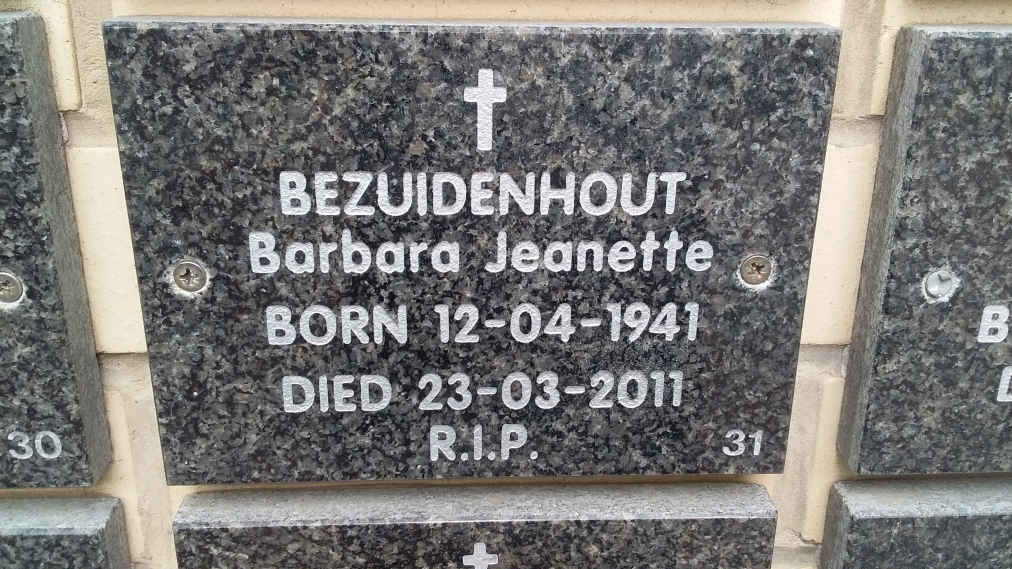 BEZUIDENHOUT
Barbara Jeanette
BORN 12-04-1941
DIED 23-03-2011
R.I.P.
31
30